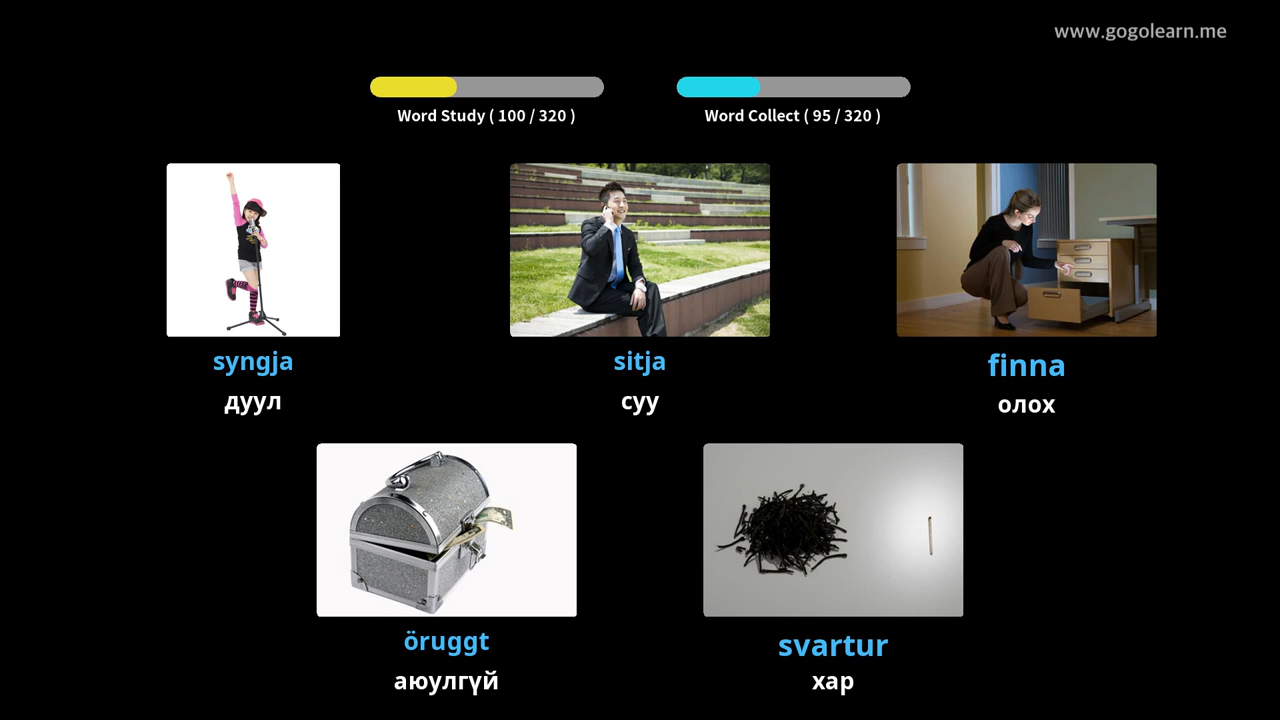 www.gogolearn.me
Word Study ( 100 / 320 )
Word Collect ( 95 / 320 )
syngja
дуул
sitja
суу
finna
олох
öruggt
аюулгүй
svartur
хар